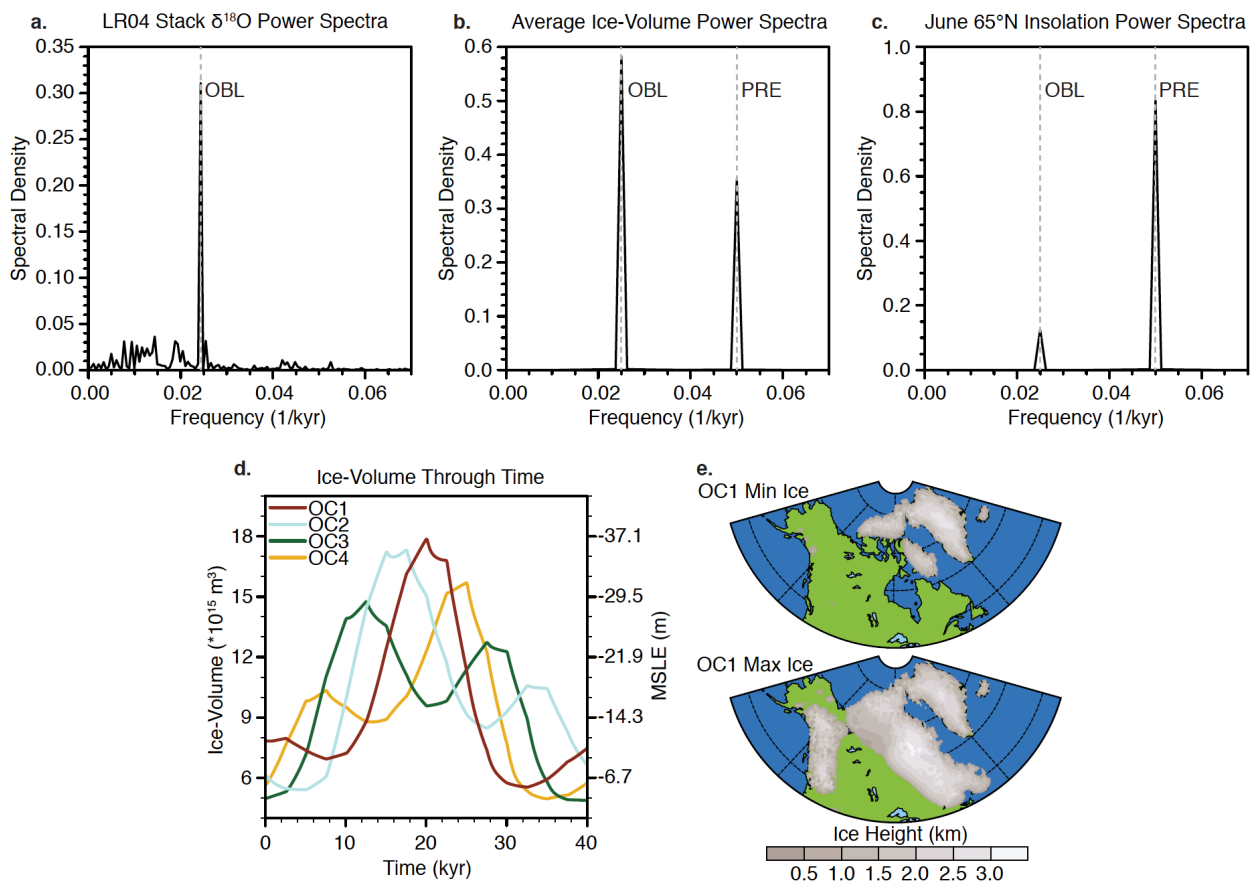 a. LR04 Stack δ¹⁸O Power Spectra
0.35
0.30
0.25
0.20
0.15
0.10
0.05
0.00
Spectral Density
OBL
0.00 0.02 0.04 0.06
Frequency (1/kyr)
b. Average Ice-Volume Power Spectra
0.6
0.5
0.4
0.3
0.2
0.1
0.0
Spectral Density
OBL
PRE
0.00 0.02 0.04 0.06
Frequency (1/kyr)
c. June 65°N Insolation Power Spectra
1.0
0.8
0.6
0.4
0.2
0.0
Spectral Density
OBL
PRE
0.00 0.02 0.04 0.06
Frequency (1/kyr)
d. Ice-Volume Through Time
OC1
OC2
OC3
OC4
18
15
12
9
6
Ice-Volume (*10¹⁵ m³)
-37.1
-29.5
-21.9
-14.3
-6.7
MSLE (m)
0 10 20 30 40
Time (kyr)
e.
OC1 Min Ice
OC1 Max Ice
Ice Height (km)
0.5 1.0 1.5 2.0 2.5 3.0